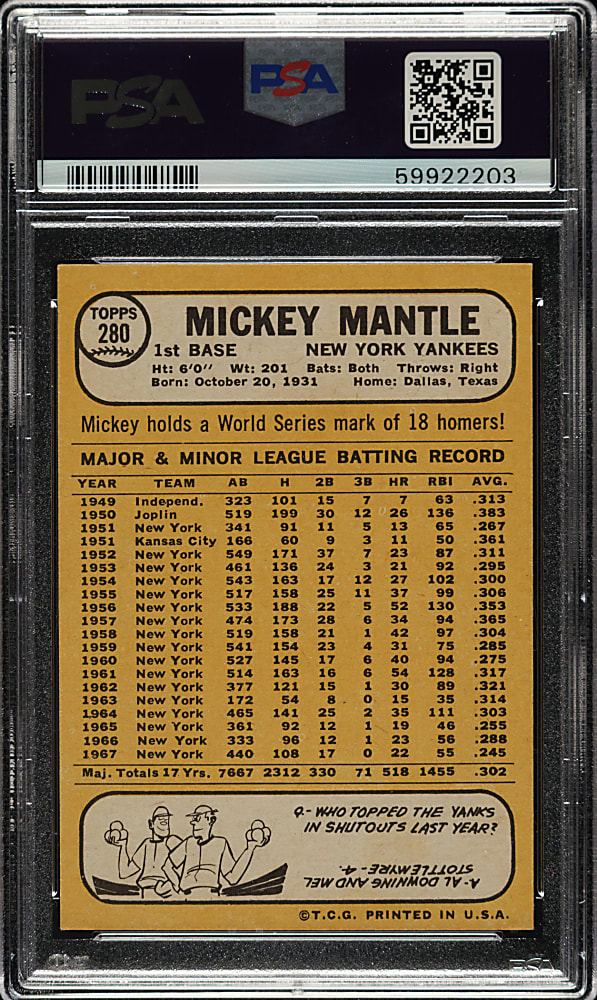 PSA PSA
59922203
TOPPS
280
MICKEY MANTLE
1st BASE NEW YORK YANKEES
Ht: 6'0" Wt: 201 Bats: Both Throws: Right
Born: October 20, 1931 Home: Dallas, Texas
Mickey holds a World Series mark of 18 homers!
MAJOR & MINOR LEAGUE BATTING RECORD
YEAR TEAM AB H 2B 3B HR RBI AVG.
1949 Independ. 323 101 15 7 7 63 .313
1950 Joplin 519 199 30 12 26 136 .383
1951 New York 341 91 11 5 13 65 .267
1951 Kansas City 166 60 9 3 11 50 .361
1952 New York 549 171 37 7 23 87 .311
1953 New York 461 136 24 3 21 92 .295
1954 New York 543 163 17 12 27 102 .300
1955 New York 517 158 25 11 37 99 .306
1956 New York 533 188 22 5 52 130 .353
1957 New York 474 173 28 6 34 94 .365
1958 New York 519 158 21 1 42 97 .304
1959 New York 541 154 23 4 31 75 .285
1960 New York 527 145 17 6 40 94 .275
1961 New York 514 163 16 6 54 128 .317
1962 New York 377 121 15 1 30 89 .321
1963 New York 172 54 8 0 15 35 .314
1964 New York 465 141 25 2 35 111 .303
1965 New York 361 92 12 1 19 46 .255
1966 New York 333 96 12 1 23 56 .288
1967 New York 440 108 17 0 22 55 .245
Maj. Totals 17 Yrs. 7667 2312 330 71 518 1455 .302
Q- WHO TOPPED THE YANKS
IN SHUTOUTS LAST YEAR?
A- AL DOWNING AND MEL
STOTTLEMYRE - 4.
©T.C.G. PRINTED IN U.S.A.